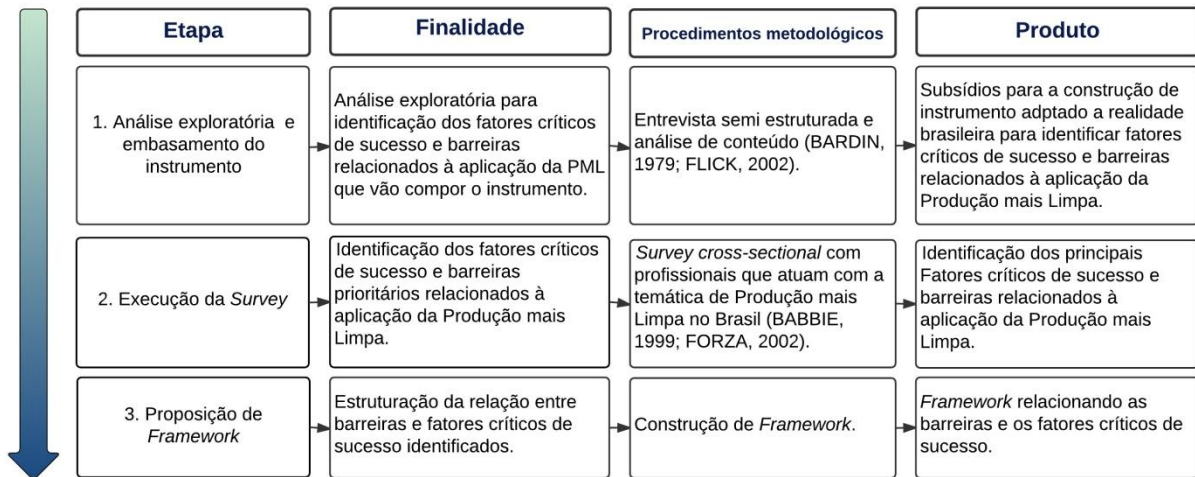 Etapa
Finalidade
Procedimentos metodológicos
Produto
1. Análise exploratória e
embasamento do
instrumento
Análise exploratória para
identificação dos fatores críticos
de sucesso e barreiras
relacionados à aplicação da PML
que vão compor o instrumento.
Entrevista semi estruturada e
análise de conteúdo (BARDIN,
1979; FLICK, 2002).
Subsídios para a construção de
instrumento adptado a realidade
brasileira para identificar fatores
críticos de sucesso e barreiras
relacionados à aplicação da
Produção mais Limpa.
2. Execução da Survey
Identificação dos fatores críticos
de sucesso e barreiras
prioritários relacionados à
aplicação da Produção mais
Limpa.
Survey cross-sectional com
profissionais que atuam com a
temática de Produção mais
Limpa no Brasil (BABBIE,
1999; FORZA, 2002).
Identificação dos principais
Fatores críticos de sucesso e
barreiras relacionados à
aplicação da Produção mais
Limpa.
3. Proposição de
Framework
Estruturação da relação entre
barreiras e fatores críticos de
sucesso identificados.
Construção de Framework.
Framework relacionando as
barreiras e os fatores críticos de
sucesso.